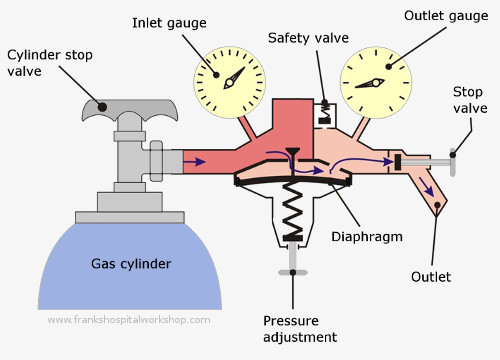 Inlet gauge
Outlet gauge
Safety valve
Cylinder stop
valve
Stop
valve
Diaphragm
Gas cylinder
Outlet
www.frankshospitalworkshop.com
Pressure
adjustment